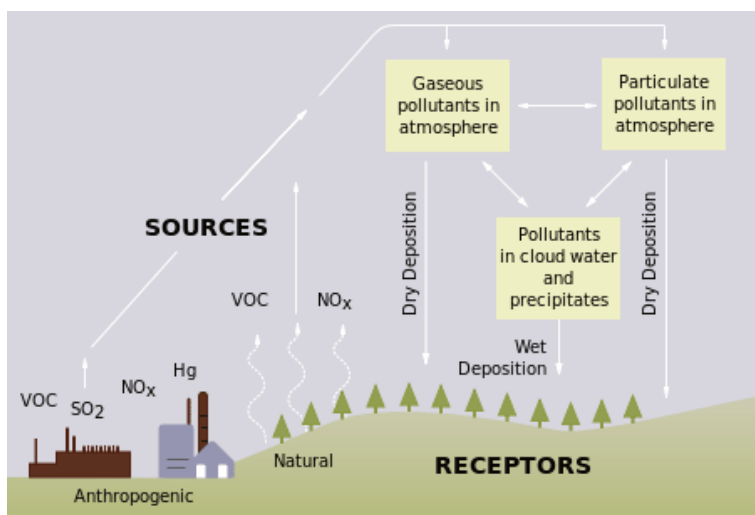 Gaseous
pollutants in
atmosphere
Particulate
pollutants in
atmosphere
SOURCES
Dry Deposition
Pollutants
in cloud water
and
precipitates
Dry Deposition
VOC
NOx
Wet
Deposition
Hg
NOx
VOC
SO2
Natural
RECEPTORS
Anthropogenic